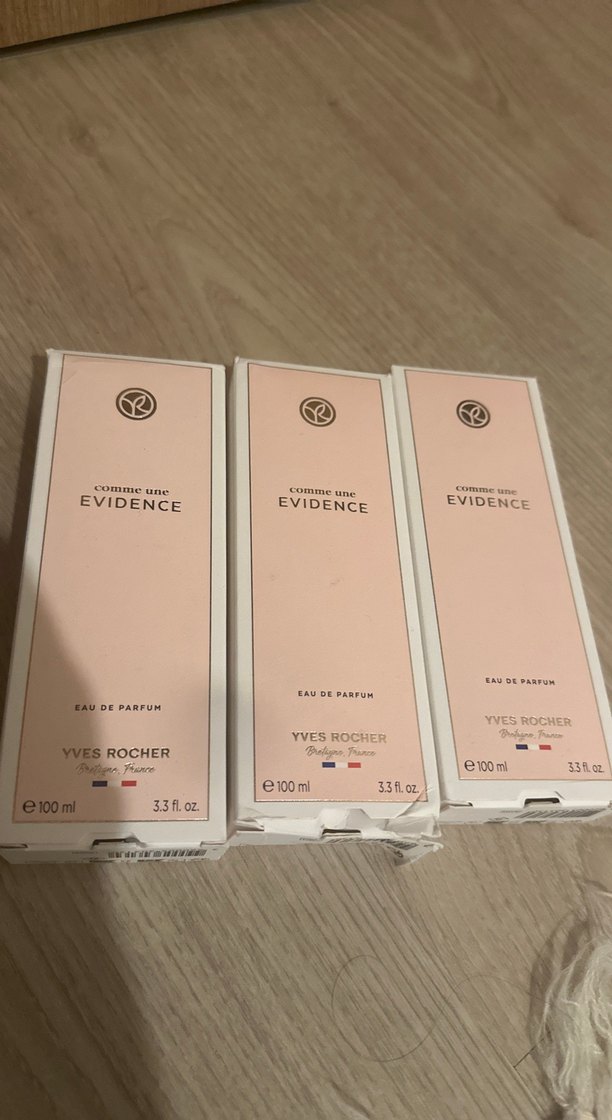 comme une
EVIDENCE
EAU DE PARFUM
YVES ROCHER
Bretagne, France
℮ 100 ml 3.3 fl. oz.
comme une
EVIDENCE
EAU DE PARFUM
YVES ROCHER
Bretagne, France
℮ 100 ml 3.3 fl. oz.
comme une
EVIDENCE
EAU DE PARFUM
YVES ROCHER
Bretagne, France
℮ 100 ml 3.3 fl. oz.